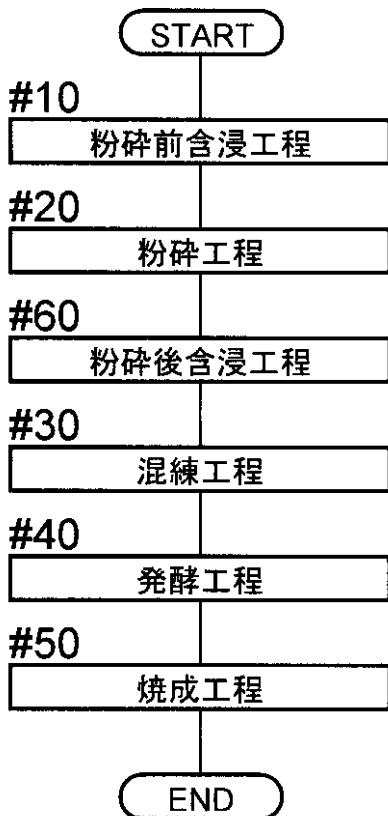 START
#10
粉砕前含浸工程
#20
粉砕工程
#60
粉砕後含浸工程
#30
混練工程
#40
発酵工程
#50
焼成工程
END